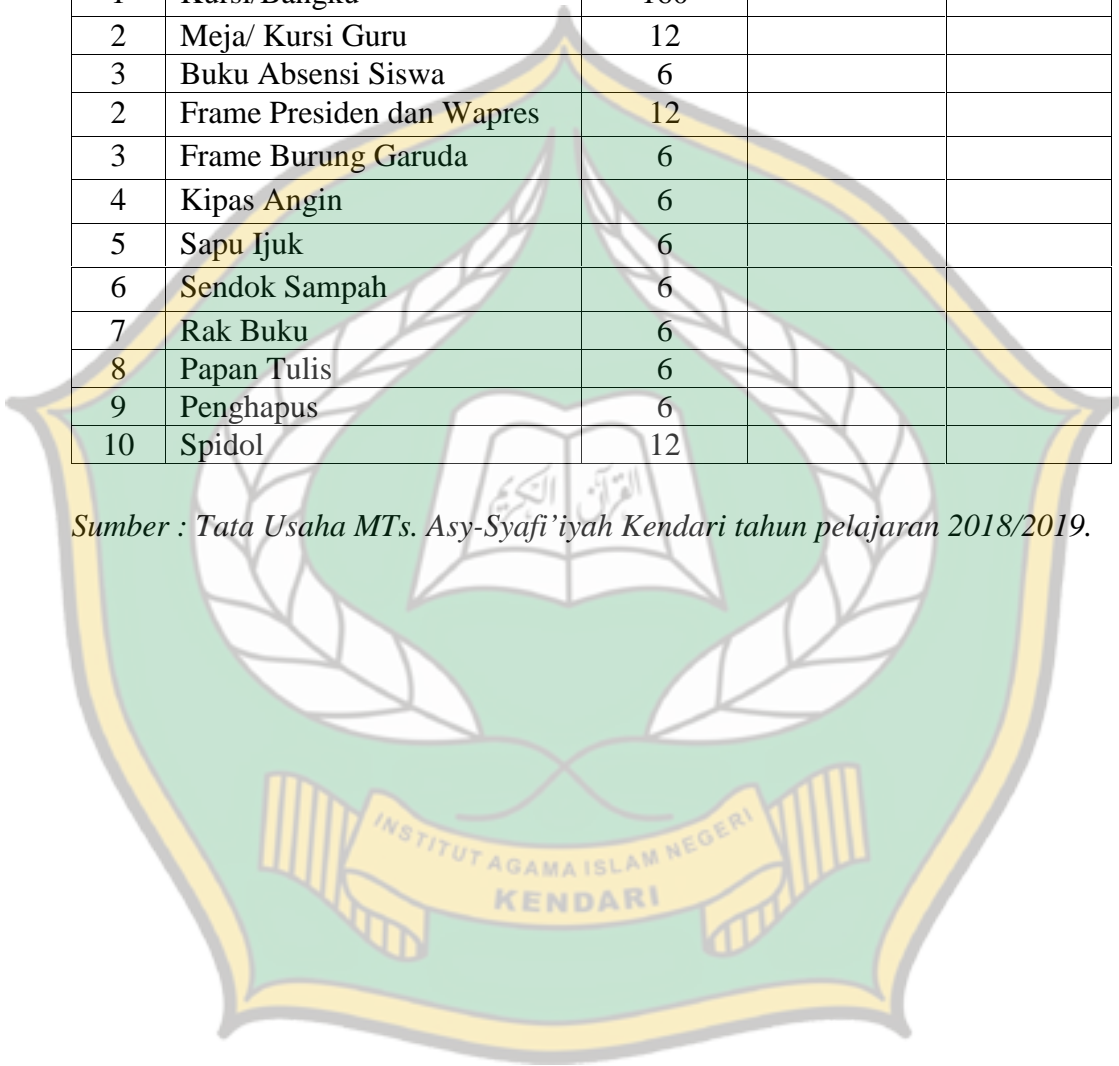 2 Meja/ Kursi Guru 12
3 Buku Absensi Siswa 6
2 Frame Presiden dan Wapres 12
3 Frame Burung Garuda 6
4 Kipas Angin 6
5 Sapu Ijuk 6
6 Sendok Sampah 6
7 Rak Buku 6
8 Papan Tulis 6
9 Penghapus 6
10 Spidol 12
القرآن الكريم
Sumber : Tata Usaha MTs. Asy-Syafi’iyah Kendari tahun pelajaran 2018/2019.
INSTITUT AGAMA ISLAM NEGERI
KENDARI